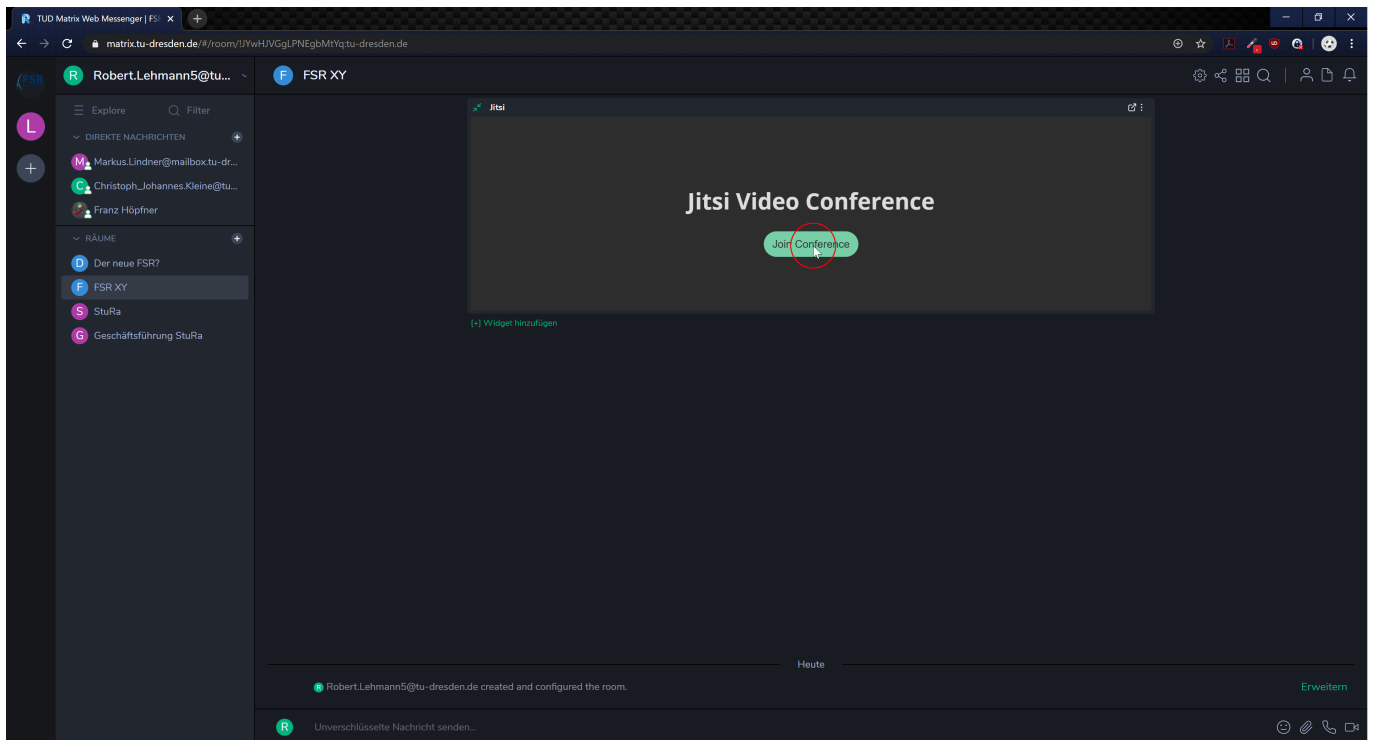 TUD Matrix Web Messenger | FSR
matrix.tu-dresden.de/#/room/!JYwHJVGgLPNEgbMtYq:tu-dresden.de
FSR
R Robert.Lehmann5@tu...
F FSR XY
Explore Filter
Jitsi
L
DIREKTE NACHRICHTEN
M Markus.Lindner@mailbox.tu-dr...
C Christoph_Johannes.Kleine@tu...
Franz Höpfner
Jitsi Video Conference
RÄUME
Join Conference
D Der neue FSR?
F FSR XY
S StuRa
[+] Widget hinzufügen
G Geschäftsführung StuRa
Heute
R Robert.Lehmann5@tu-dresden.de created and configured the room.
Erweitern
R Unverschlüsselte Nachricht senden...